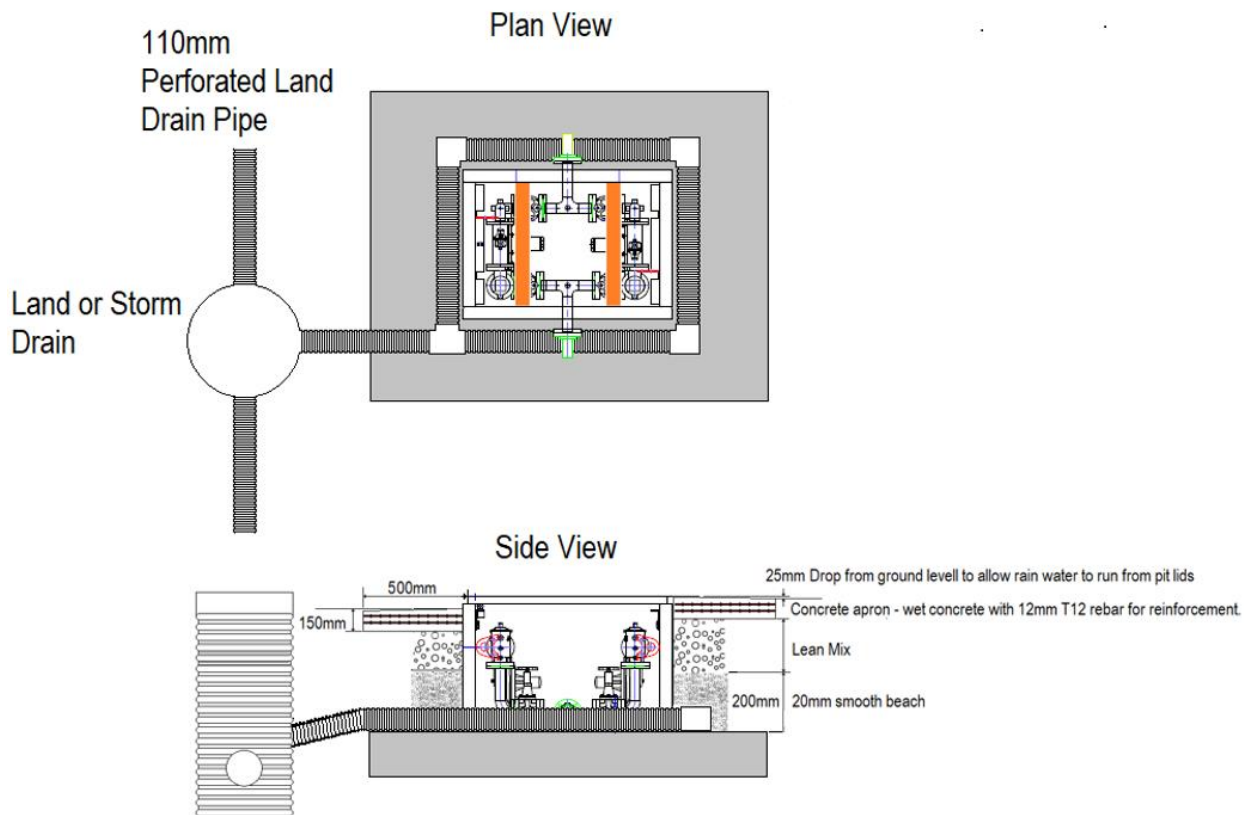 Plan View
110mm
Perforated Land
Drain Pipe
Land or Storm
Drain
Side View
500mm
25mm Drop from ground levell to allow rain water to run from pit lids
150mm
Concrete apron - wet concrete with 12mm T12 rebar for reinforcement.
Lean Mix
200mm
20mm smooth beach